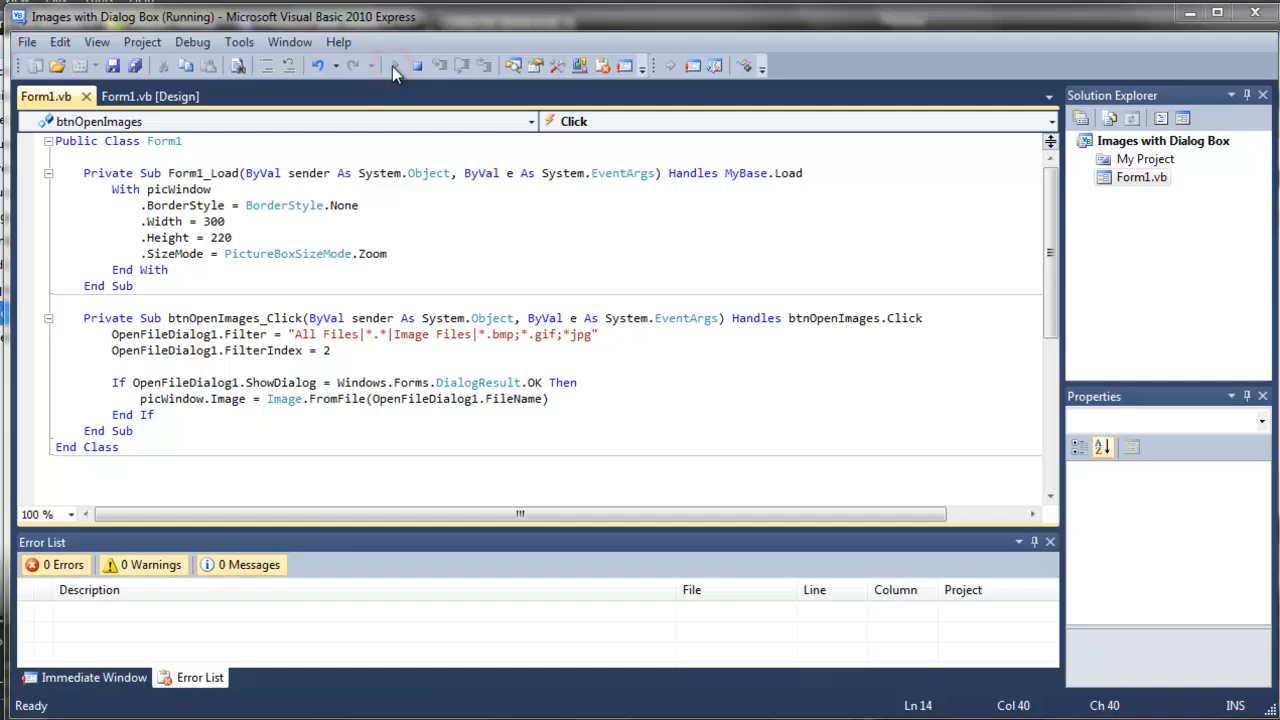 Images with Dialog Box (Running) - Microsoft Visual Basic 2010 Express
File Edit View Project Debug Tools Window Help
Form1.vb Form1.vb [Design]
btnOpenImages Click
Public Class Form1
Private Sub Form1_Load(ByVal sender As System.Object, ByVal e As System.EventArgs) Handles MyBase.Load
With picWindow
.BorderStyle = BorderStyle.None
.Width = 300
.Height = 220
.SizeMode = PictureBoxSizeMode.Zoom
End With
End Sub
Private Sub btnOpenImages_Click(ByVal sender As System.Object, ByVal e As System.EventArgs) Handles btnOpenImages.Click
OpenFileDialog1.Filter = "All Files|*.*|Image Files|*.bmp;*.gif;*jpg"
OpenFileDialog1.FilterIndex = 2
If OpenFileDialog1.ShowDialog = Windows.Forms.DialogResult.OK Then
picWindow.Image = Image.FromFile(OpenFileDialog1.FileName)
End If
End Sub
End Class
100 %
Solution Explorer
Images with Dialog Box
My Project
Form1.vb
Properties
Error List
0 Errors 0 Warnings 0 Messages
Description File Line Column Project
Immediate Window Error List
Ready Ln 14 Col 40 Ch 40 INS